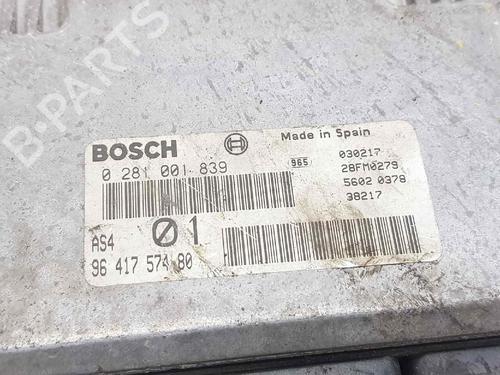 B-PARTS
BOSCH
Made in Spain
0 281 001 839
965
030217
28FM0279
5602 0378
38217
AS4
01
96 417 574 80